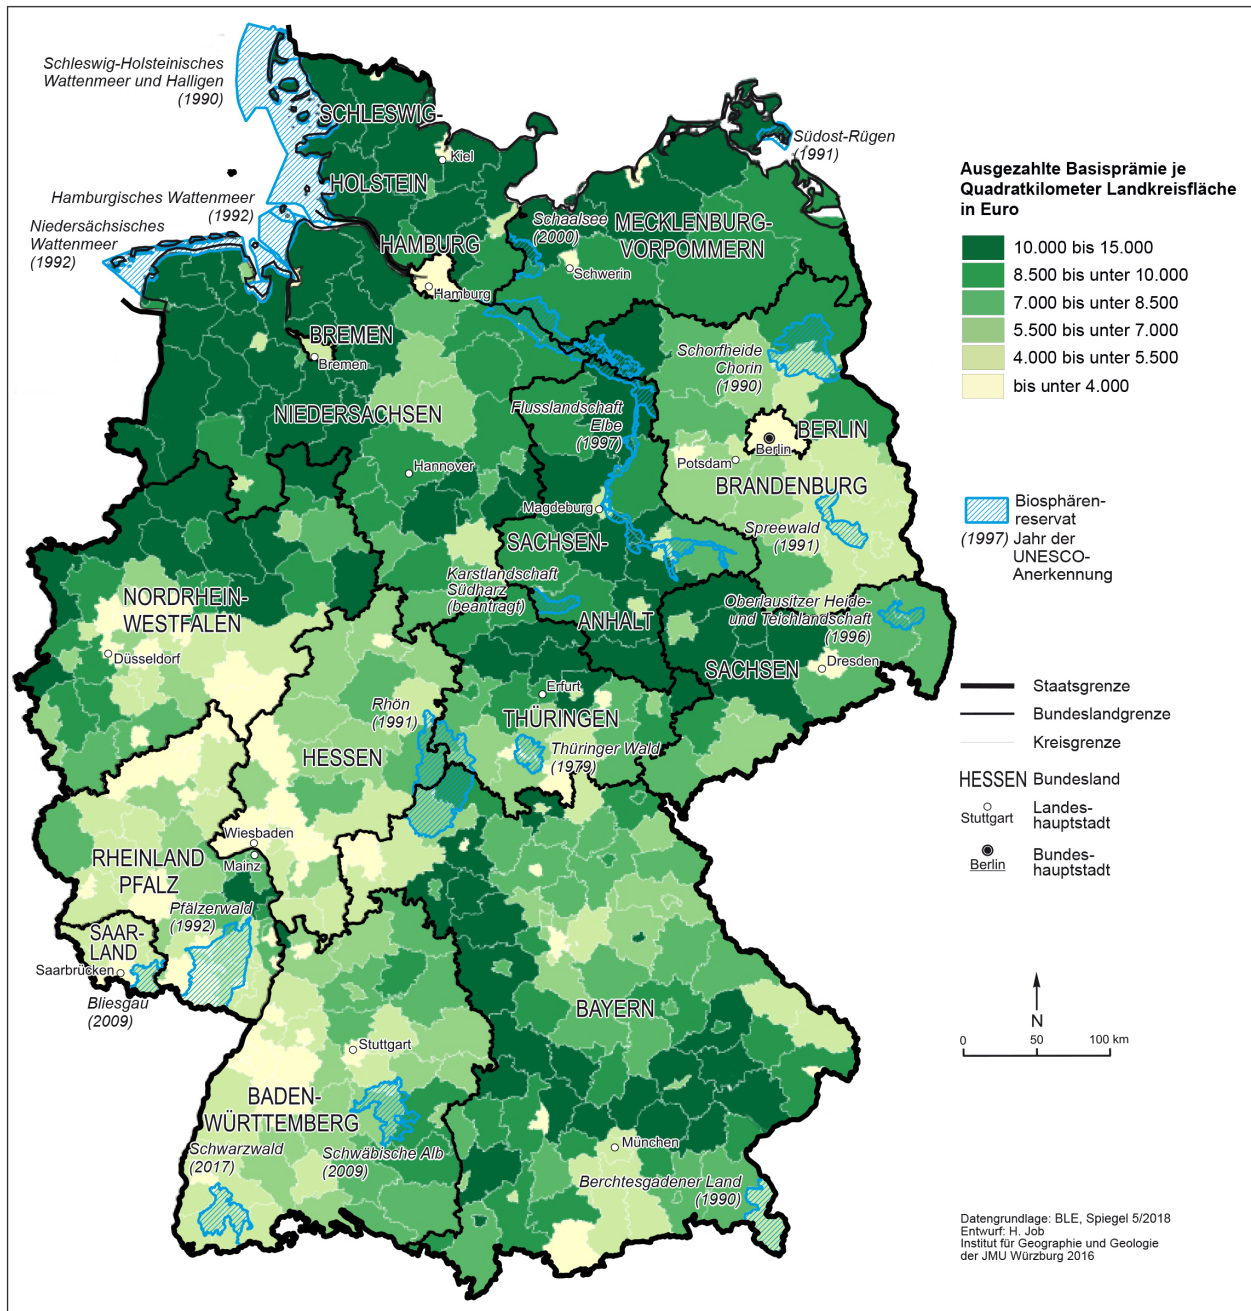 Schleswig-Holsteinisches
Wattenmeer und Halligen
(1990)
SCHLESWIG-
HOLSTEIN
Kiel
Südost-Rügen
(1991)
Hamburgisches Wattenmeer
(1992)
Niedersächsisches
Wattenmeer
(1992)
HAMBURG
Hamburg
Schaalsee
(2000)
MECKLENBURG-
VORPOMMERN
Schwerin
BREMEN
Bremen
Schorfheide
Chorin
(1990)
NIEDERSACHSEN
Hannover
Flusslandschaft
Elbe
(1997)
BERLIN
Berlin
Potsdam
BRANDENBURG
Magdeburg
Spreewald
(1991)
SACHSEN-
ANHALT
Karstlandschaft
Südharz
(beantragt)
NORDRHEIN-
WESTFALEN
Düsseldorf
Oberlausitzer Heide-
und Teichlandschaft
(1996)
SACHSEN
Dresden
Erfurt
THÜRINGEN
Rhön
(1991)
HESSEN
Thüringer Wald
(1979)
Wiesbaden
Mainz
RHEINLAND
PFALZ
Pfälzerwald
(1992)
SAAR-
LAND
Saarbrücken
Bliesgau
(2009)
BAYERN
Stuttgart
BADEN-
WÜRTTEMBERG
Schwarzwald
(2017)
Schwäbische Alb
(2009)
München
Berchtesgadener Land
(1990)
Ausgezahlte Basisprämie je
Quadratkilometer Landkreisfläche
in Euro
10.000 bis 15.000
8.500 bis unter 10.000
7.000 bis unter 8.500
5.500 bis unter 7.000
4.000 bis unter 5.500
bis unter 4.000
Biosphären-
reservat
(1997) Jahr der
UNESCO-
Anerkennung
Staatsgrenze
Bundeslandgrenze
Kreisgrenze
HESSEN Bundesland
Stuttgart Landes-
hauptstadt
Berlin Bundes-
hauptstadt
N
0 50 100 km
Datengrundlage: BLE, Spiegel 5/2018
Entwurf: H. Job
Institut für Geographie und Geologie
der JMU Würzburg 2016